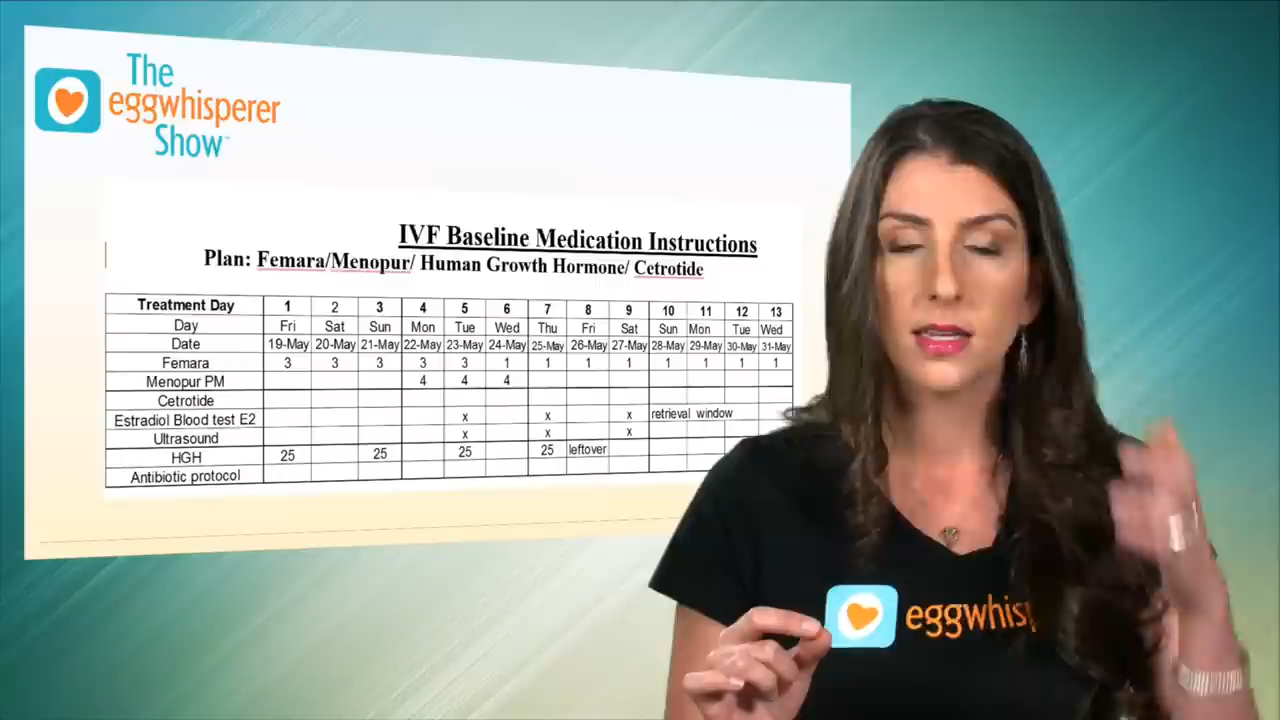 The
eggwhisperer
Show™
IVF Baseline Medication Instructions
Plan: Femara/Menopur/ Human Growth Hormone/ Cetrotide
Treatment Day 1 2 3 4 5 6 7 8 9 10 11 12 13
Day Fri Sat Sun Mon Tue Wed Thu Fri Sat Sun Mon Tue Wed
Date 19-May 20-May 21-May 22-May 23-May 24-May 25-May 26-May 27-May 28-May 29-May 30-May 31-May
Femara 3 3 3 3 3 1 1 1 1 1 1 1 1
Menopur PM 4 4 4
Cetrotide
Estradiol Blood test E2 x x x retrieval window
Ultrasound x x x
HGH 25 25 25 25 leftover
Antibiotic protocol
eggwhisp